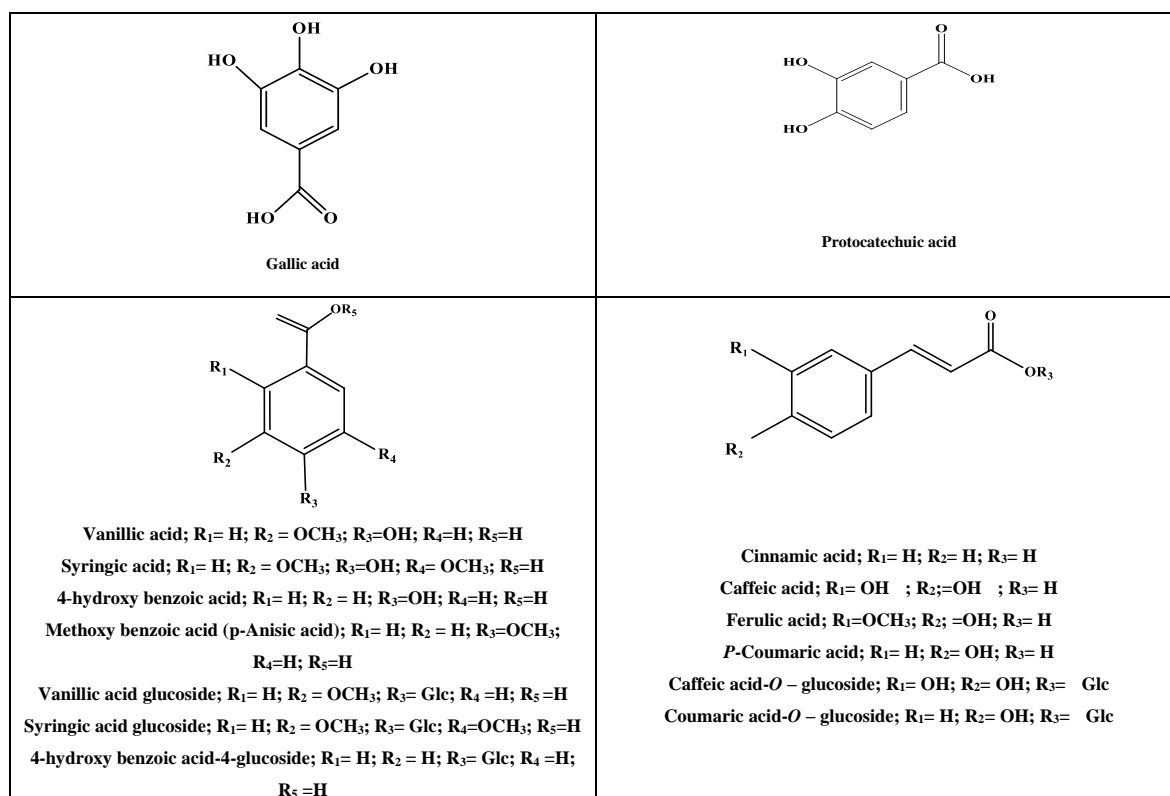 OH
HO
OH
HO
O
Gallic acid
O
HO
OH
HO
Protocatechuic acid
OR₅
R₁
R₂
R₄
R₃
Vanillic acid; R₁= H; R₂ = OCH₃; R₃=OH; R₄=H; R₅=H
Syringic acid; R₁= H; R₂ = OCH₃; R₃=OH; R₄= OCH₃; R₅=H
4-hydroxy benzoic acid; R₁= H; R₂ = H; R₃=OH; R₄=H; R₅=H
Methoxy benzoic acid (p-Anisic acid); R₁= H; R₂ = H; R₃=OCH₃;
R₄=H; R₅=H
Vanillic acid glucoside; R₁= H; R₂ = OCH₃; R₃= Glc; R₄ =H; R₅ =H
Syringic acid glucoside; R₁= H; R₂ = OCH₃; R₃= Glc; R₄=OCH₃; R₅=H
4-hydroxy benzoic acid-4-glucoside; R₁= H; R₂ = H; R₃= Glc; R₄ =H;
R₅ =H
O
R₁
OR₃
R₂
Cinnamic acid; R₁= H; R₂= H; R₃= H
Caffeic acid; R₁= OH ; R₂;=OH ; R₃= H
Ferulic acid; R₁=OCH₃; R₂; =OH; R₃= H
P-Coumaric acid; R₁= H; R₂= OH; R₃= H
Caffeic acid-O – glucoside; R₁= OH; R₂= OH; R₃= Glc
Coumaric acid-O – glucoside; R₁= H; R₂= OH; R₃= Glc